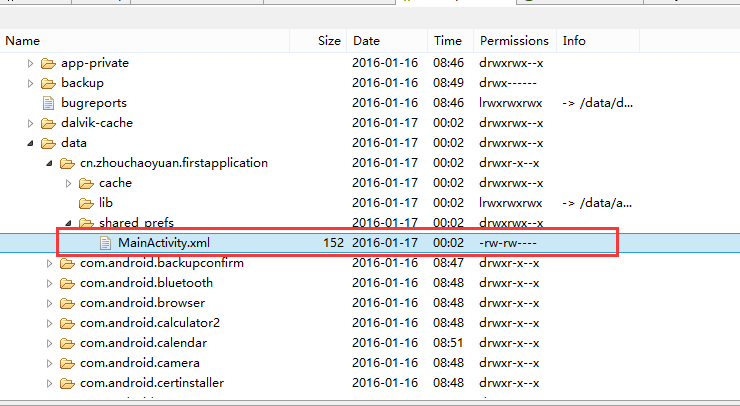 Name Size Date Time Permissions Info
app-private 2016-01-16 08:46 drwxrwx--x
backup 2016-01-16 08:49 drwx------
bugreports 2016-01-16 08:46 lrwxrwxrwx -> /data/d...
dalvik-cache 2016-01-17 00:02 drwxrwx--x
data 2016-01-17 00:02 drwxrwx--x
cn.zhouchaoyuan.firstapplication 2016-01-17 00:02 drwxr-x--x
cache 2016-01-17 00:02 drwxrwx--x
lib 2016-01-17 00:02 lrwxrwxrwx -> /data/a...
shared_prefs 2016-01-17 00:02 drwxrwx--x
MainActivity.xml 152 2016-01-17 00:02 -rw-rw----
com.android.backupconfirm 2016-01-16 08:47 drwxr-x--x
com.android.bluetooth 2016-01-16 08:48 drwxr-x--x
com.android.browser 2016-01-16 08:48 drwxr-x--x
com.android.calculator2 2016-01-16 08:48 drwxr-x--x
com.android.calendar 2016-01-16 08:51 drwxr-x--x
com.android.camera 2016-01-16 08:48 drwxr-x--x
com.android.certinstaller 2016-01-16 08:48 drwxr-x--x